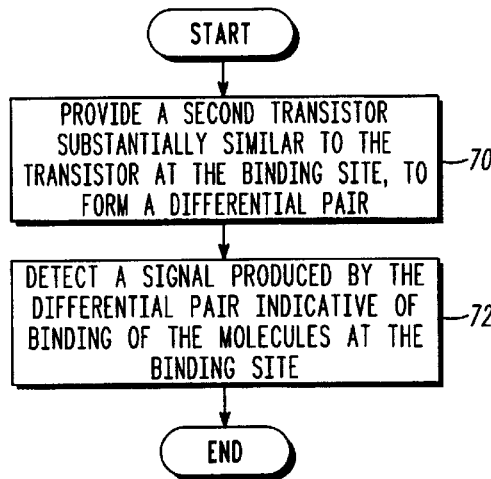 START
PROVIDE A SECOND TRANSISTOR
SUBSTANTIALLY SIMILAR TO THE
TRANSISTOR AT THE BINDING SITE, TO
FORM A DIFFERENTIAL PAIR
70
DETECT A SIGNAL PRODUCED BY THE
DIFFERENTIAL PAIR INDICATIVE OF
BINDING OF THE MOLECULES AT THE
BINDING SITE
72
END